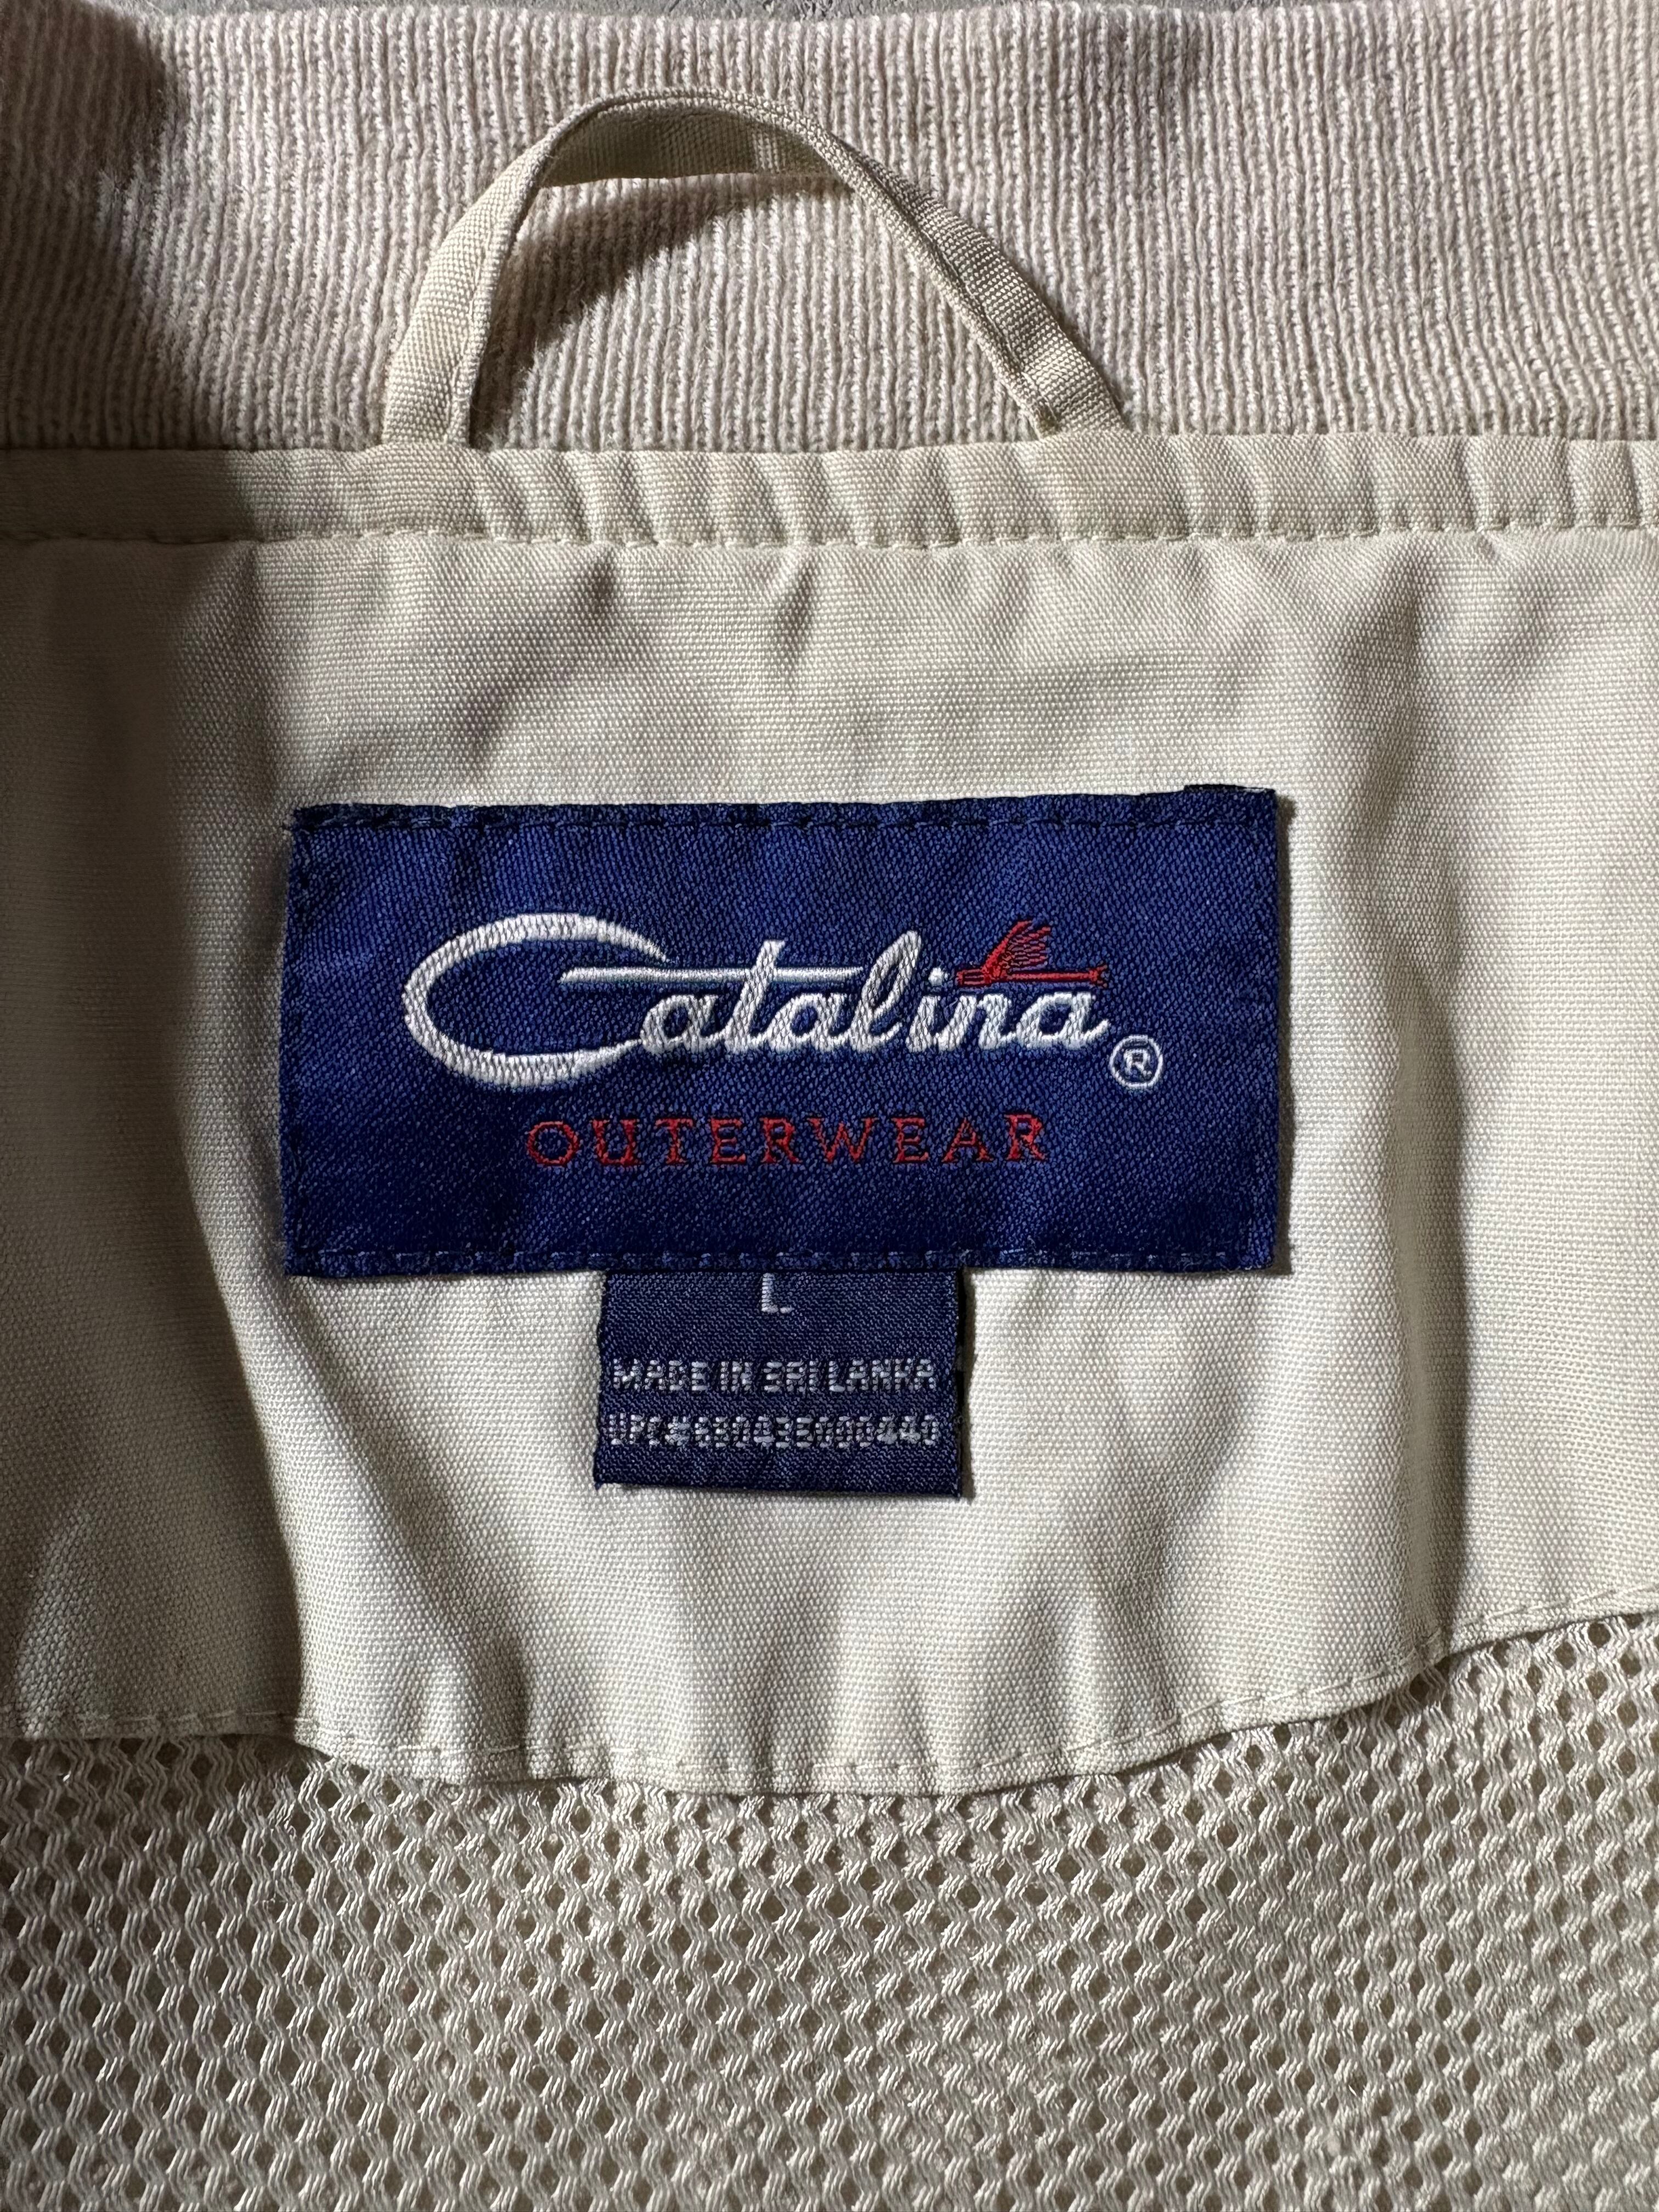 Catalina®
OUTERWEAR
L
MADE IN SRI LANKA